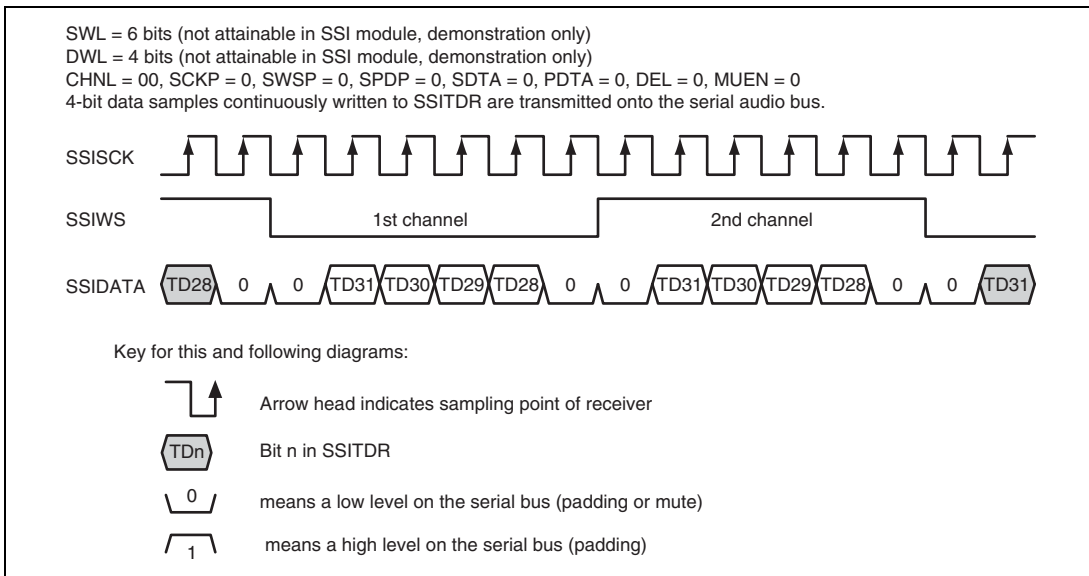 SWL = 6 bits (not attainable in SSI module, demonstration only)
DWL = 4 bits (not attainable in SSI module, demonstration only)
CHNL = 00, SCKP = 0, SWSP = 0, SPDP = 0, SDTA = 0, PDTA = 0, DEL = 0, MUEN = 0
4-bit data samples continuously written to SSITDR are transmitted onto the serial audio bus.
SSISCK
SSIWS 1st channel 2nd channel
SSIDATA TD28 0 0 TD31 TD30 TD29 TD28 0 0 TD31 TD30 TD29 TD28 0 0 TD31
Key for this and following diagrams:
Arrow head indicates sampling point of receiver
TDn Bit n in SSITDR
0 means a low level on the serial bus (padding or mute)
1 means a high level on the serial bus (padding)